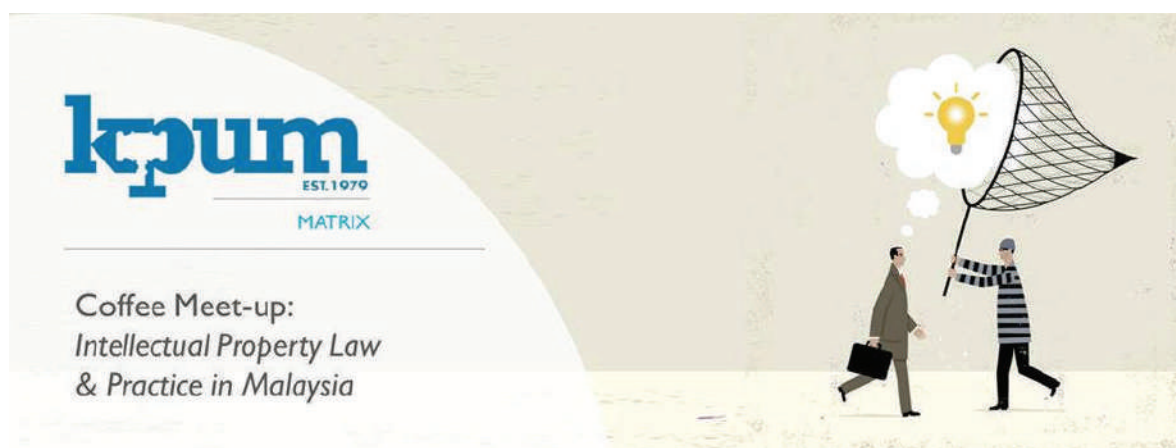 kpum
EST. 1979
MATRIX
Coffee Meet-up:
Intellectual Property Law
& Practice in Malaysia